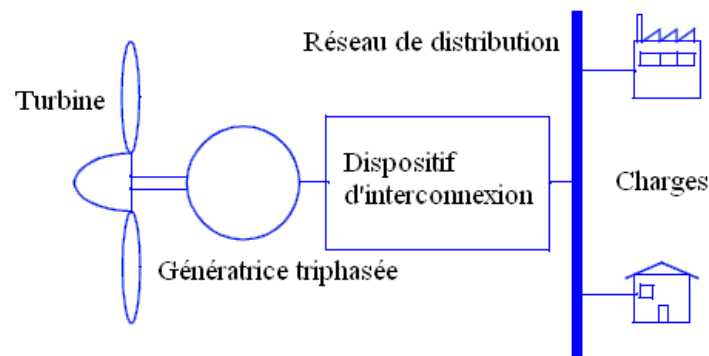 Réseau de distribution
Turbine
Dispositif
d'interconnexion
Charges
Génératrice triphasée